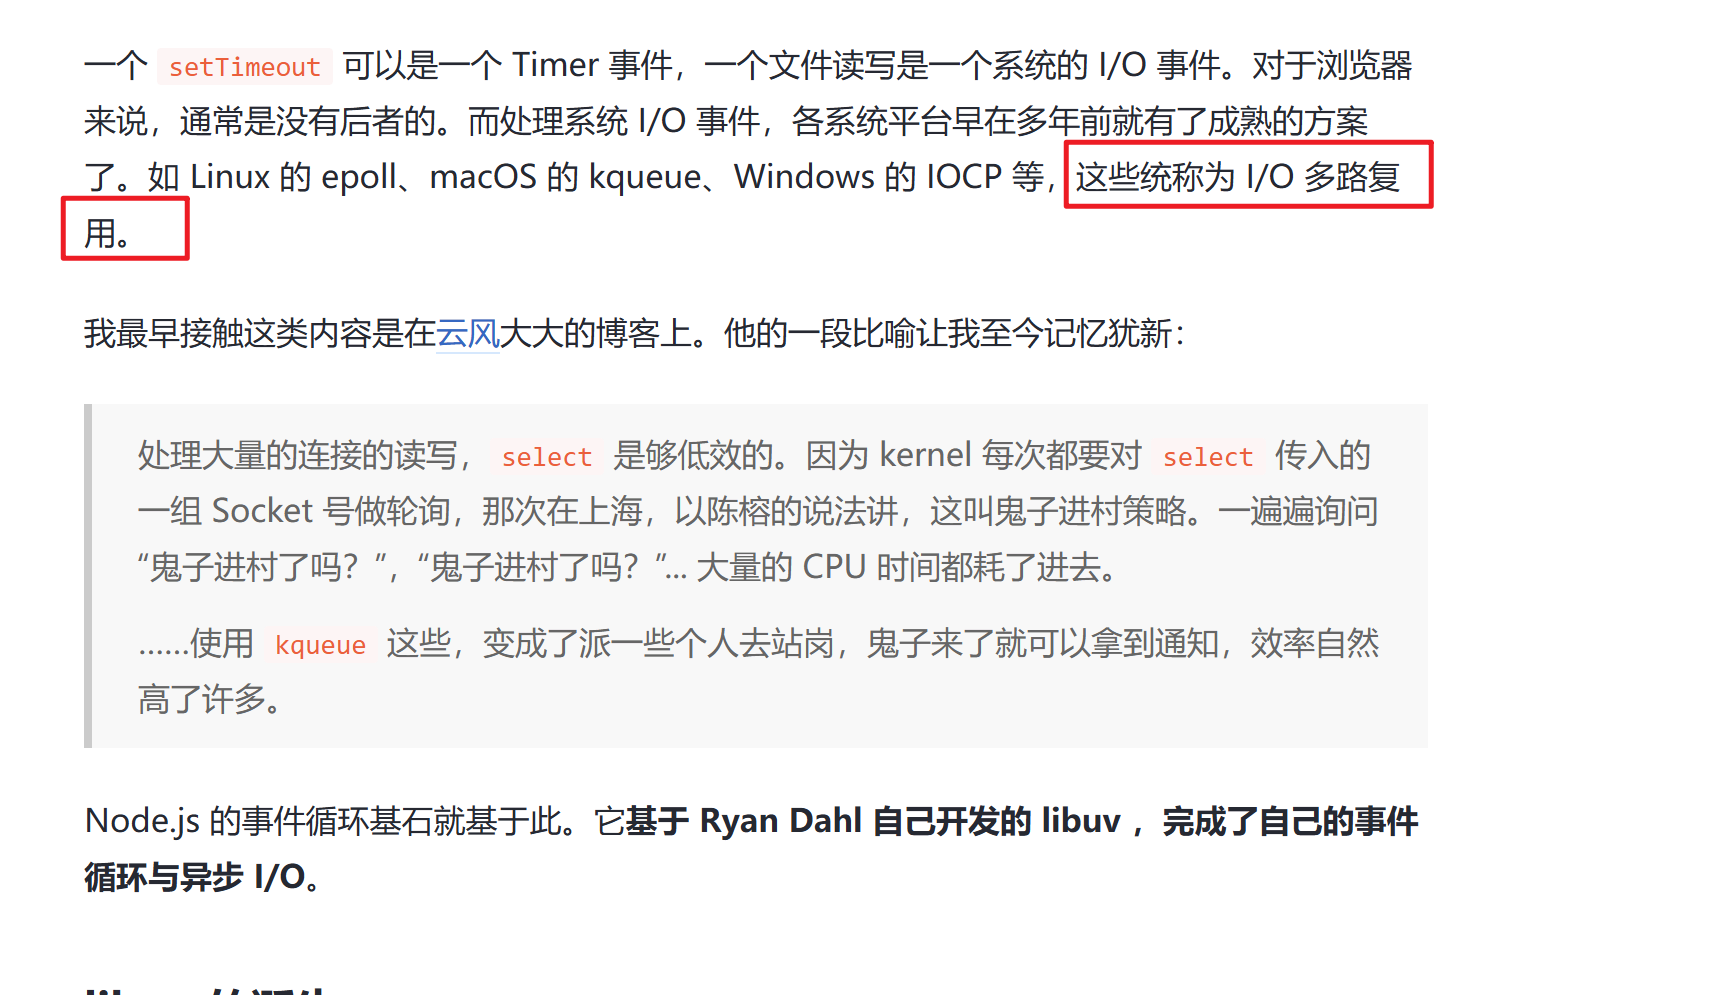 一个 setTimeout 可以是一个 Timer 事件，一个文件读写是一个系统的 I/O 事件。对于浏览器
来说，通常是没有后者的。而处理系统 I/O 事件，各系统平台早在多年前就有了成熟的方案
了。如 Linux 的 epoll、macOS 的 kqueue、Windows 的 IOCP 等，这些统称为 I/O 多路复
用。
我最早接触这类内容是在云风大大的博客上。他的一段比喻让我至今记忆犹新：
处理大量的连接的读写， select 是够低效的。因为 kernel 每次都要对 select 传入的
一组 Socket 号做轮询，那次在上海，以陈榕的说法讲，这叫鬼子进村策略。一遍遍询问
“鬼子进村了吗？”，“鬼子进村了吗？”... 大量的 CPU 时间都耗了进去。
……使用 kqueue 这些，变成了派一些个人去站岗，鬼子来了就可以拿到通知，效率自然
高了许多。
Node.js 的事件循环基石就基于此。它基于 Ryan Dahl 自己开发的 libuv ，完成了自己的事件
循环与异步 I/O。